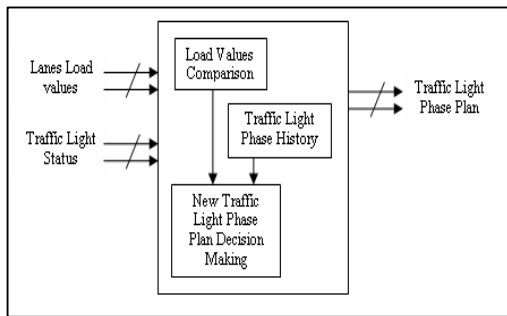 Lanes Load
values
Traffic Light
Status
Load Values
Comparison
Traffic Light
Phase History
New Traffic
Light Phase
Plan Decision
Making
Traffic Light
Phase Plan